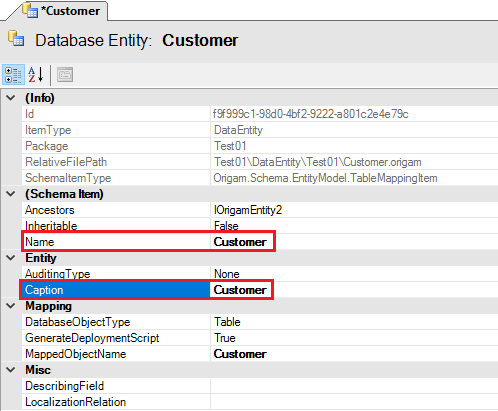 *Customer
Database Entity: Customer
(Info)
Id f9f999c1-98d0-4bf2-9222-a801c2e4e79c
ItemType DataEntity
Package Test01
RelativeFilePath Test01\DataEntity\Test01\Customer.origam
SchemaItemType Origam.Schema.EntityModel.TableMappingItem
(Schema Item)
Ancestors IOrigamEntity2
Inheritable False
Name Customer
Entity
AuditingType None
Caption Customer
Mapping
DatabaseObjectType Table
GenerateDeploymentScript True
MappedObjectName Customer
Misc
DescribingField
LocalizationRelation